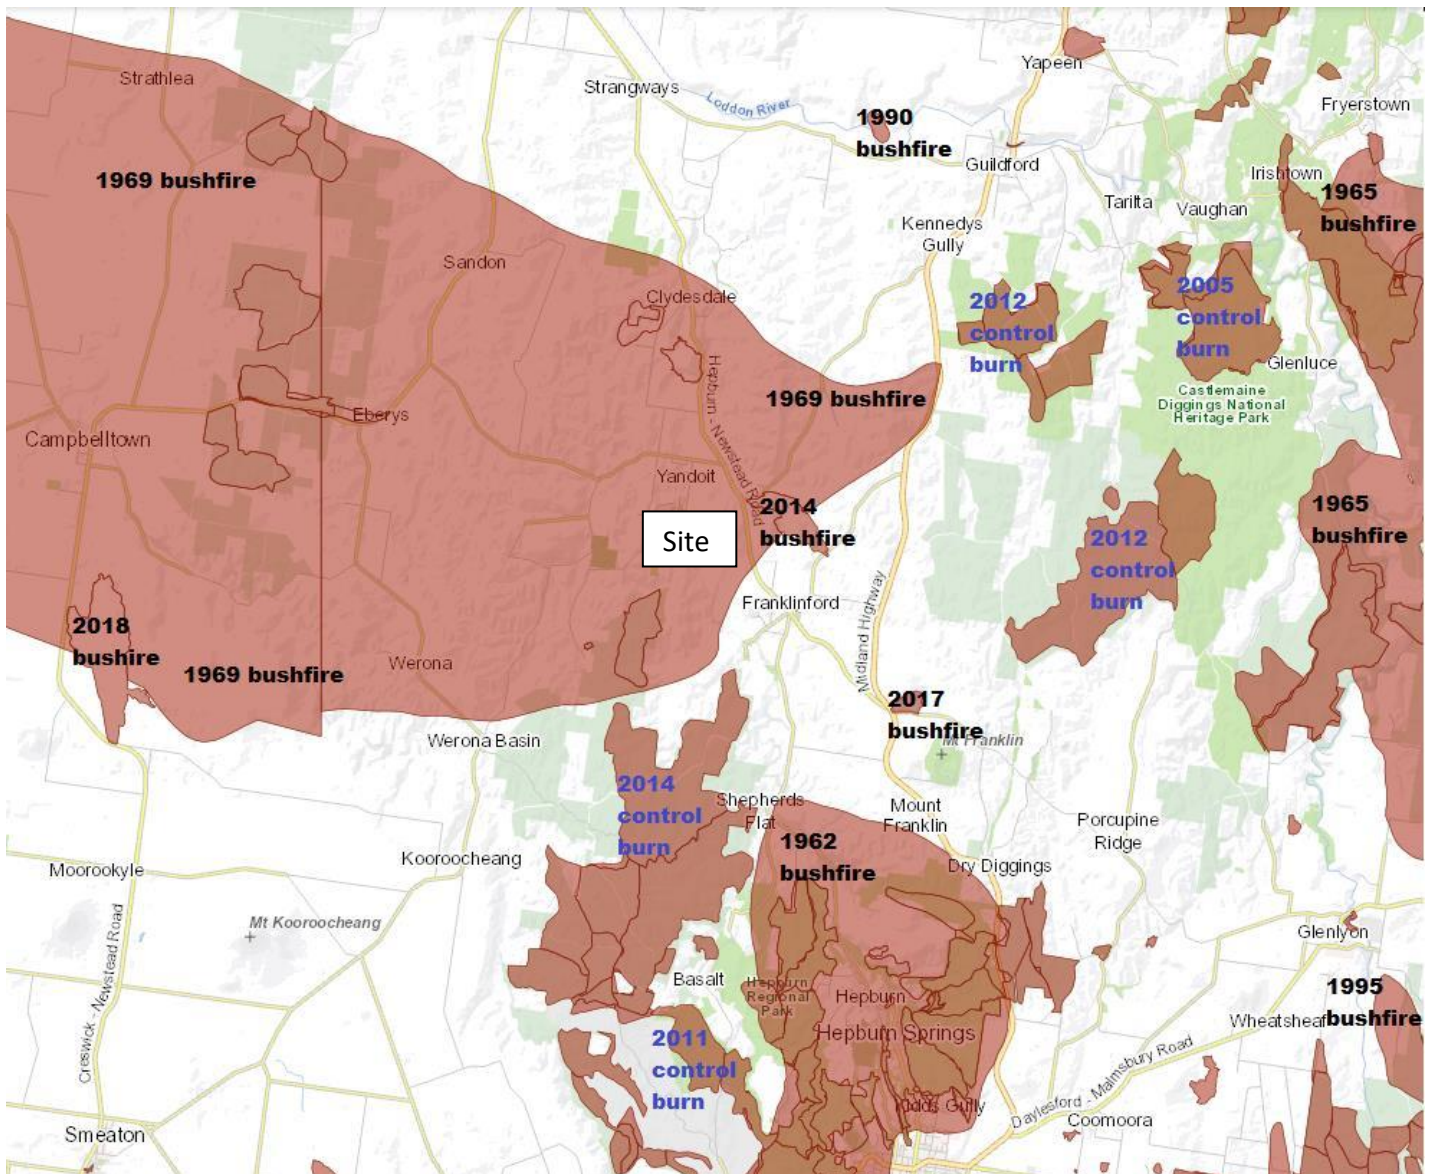 Strathlea
Strangways
Loddon River
Yapeen
Fryerstown
1990
bushfire
Guildford
1969 bushfire
Irishtown
1965
bushfire
Tarilta
Vaughan
Kennedys
Gully
Sandon
Clydesdale
2012
control
burn
2005
control
burn
Glenluce
Castlemaine
Diggings National
Heritage Park
Hepburn - Newstead Road
1969 bushfire
Eberys
Campbelltown
Yandoit
Site
2014
bushfire
1965
bushfire
2012
control
burn
Midland Highway
Franklinford
2018
bushire
1969 bushfire
Werona
2017
bushfire
Mt Franklin
Werona Basin
2014
control
burn
Shepherds
Flat
Mount
Franklin
Porcupine
Ridge
1962
bushfire
Dry Diggings
Kooroocheang
Moorookyle
Mt Kooroocheang
Creswick - Newstead Road
Glenlyon
Basalt
Hepburn
Regional
Park
Hepburn
Hepburn Springs
1995
bushfire
Wheatsheaf
2011
control
burn
Kidds Gully
Daylesford - Malmsbury Road
Coomoora
Smeaton